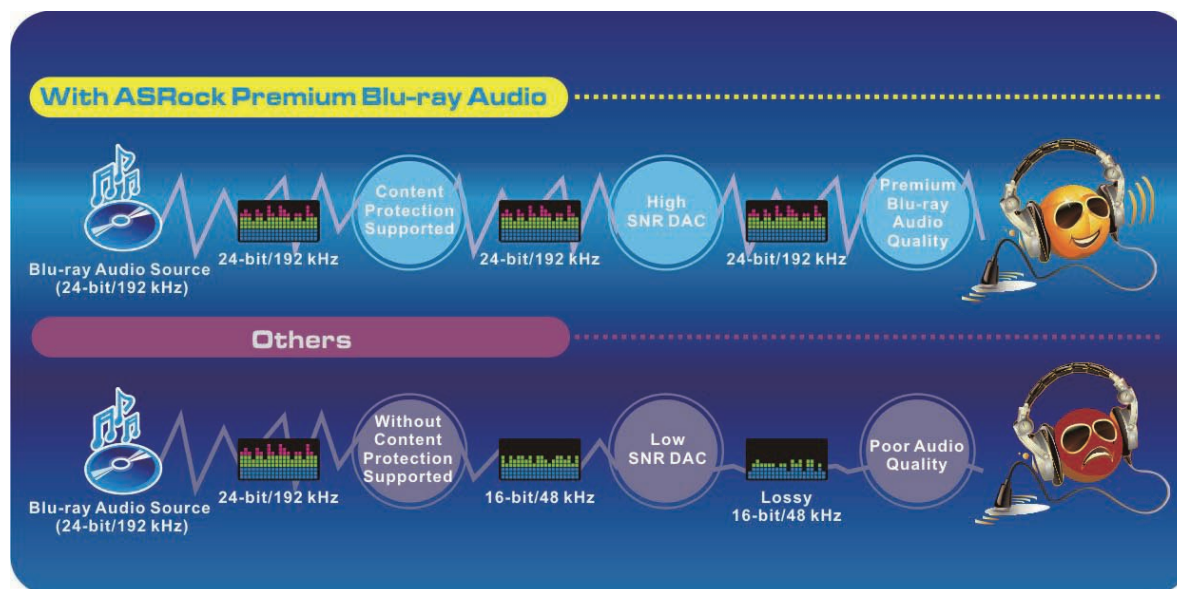 With ASRock Premium Blu-ray Audio
Blu-ray Audio Source
(24-bit/192 kHz)
24-bit/192 kHz
Content
Protection
Supported
24-bit/192 kHz
High
SNR DAC
24-bit/192 kHz
Premium
Blu-ray
Audio
Quality
Others
Blu-ray Audio Source
(24-bit/192 kHz)
24-bit/192 kHz
Without
Content
Protection
Supported
16-bit/48 kHz
Low
SNR DAC
Lossy
16-bit/48 kHz
Poor Audio
Quality